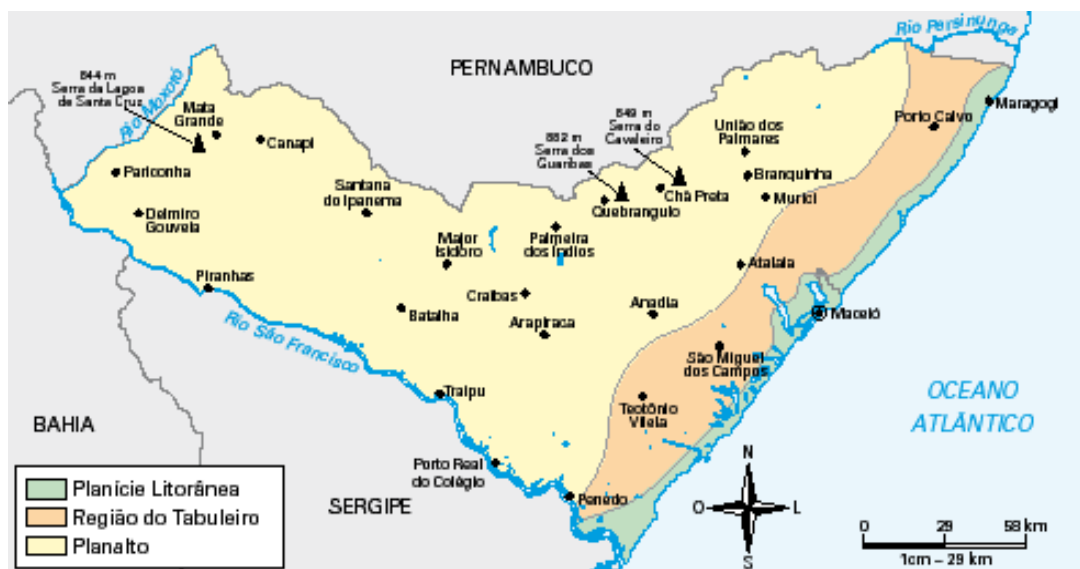 Rio Persinunga
PERNAMBUCO
844 m
Serra da Lagoa
de Santa Cruz
Rio Moxotó
Mata
Grande
Canapi
Pariconha
Delmiro
Gouveia
Piranhas
Santana
do Ipanema
Major
Isidoro
882 m
Serra dos
Guaribas
849 m
Serra do
Cavaleiro
União dos
Palmares
Branquinha
Murici
Chã Preta
Quebrangulo
Palmeira
dos Índios
Porto Calvo
Maragogi
Atalaia
Craíbas
Batalha
Arapiraca
Anadia
Maceió
Rio São Francisco
São Miguel
dos Campos
Traipu
Teotônio
Vilela
OCEANO
ATLÂNTICO
BAHIA
Porto Real
do Colégio
Penedo
SERGIPE
Planície Litorânea
Região do Tabuleiro
Planalto
N
O
L
S
0 29 58 km
1cm – 29 km